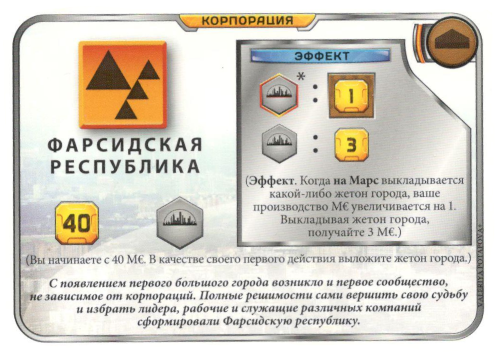 КОРПОРАЦИЯ
ЭФФЕКТ
* : 1
: 3
ФАРСИДСКАЯ
РЕСПУБЛИКА
(Эффект. Когда на Марс выкладывается
какой-либо жетон города, ваше
производство М€ увеличивается на 1.
Выкладывая жетон города,
получайте 3 М€.)
40
(Вы начинаете с 40 М€. В качестве своего первого действия выложите жетон города.)
С появлением первого большого города возникло и первое сообщество,
не зависимое от корпораций. Полные решимости сами вершить свою судьбу
и избрать лидера, рабочие и служащие различных компаний
сформировали Фарсидскую республику.